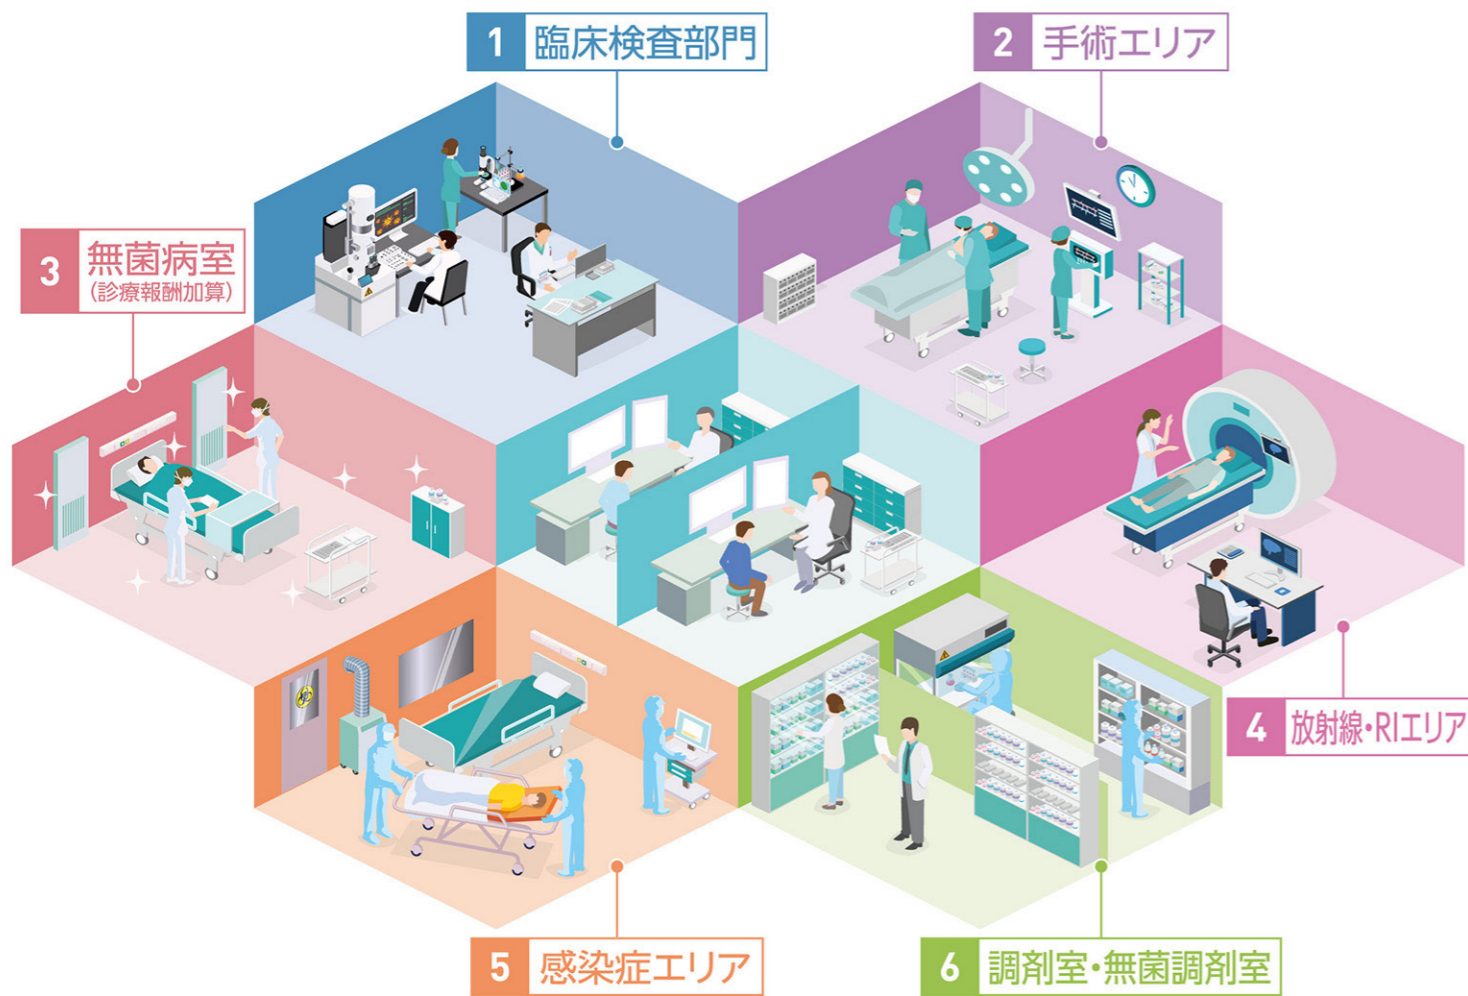 1 臨床検査部門
2 手術エリア
3 無菌病室
(診療報酬加算)
4 放射線・RIエリア
5 感染症エリア
6 調剤室・無菌調剤室